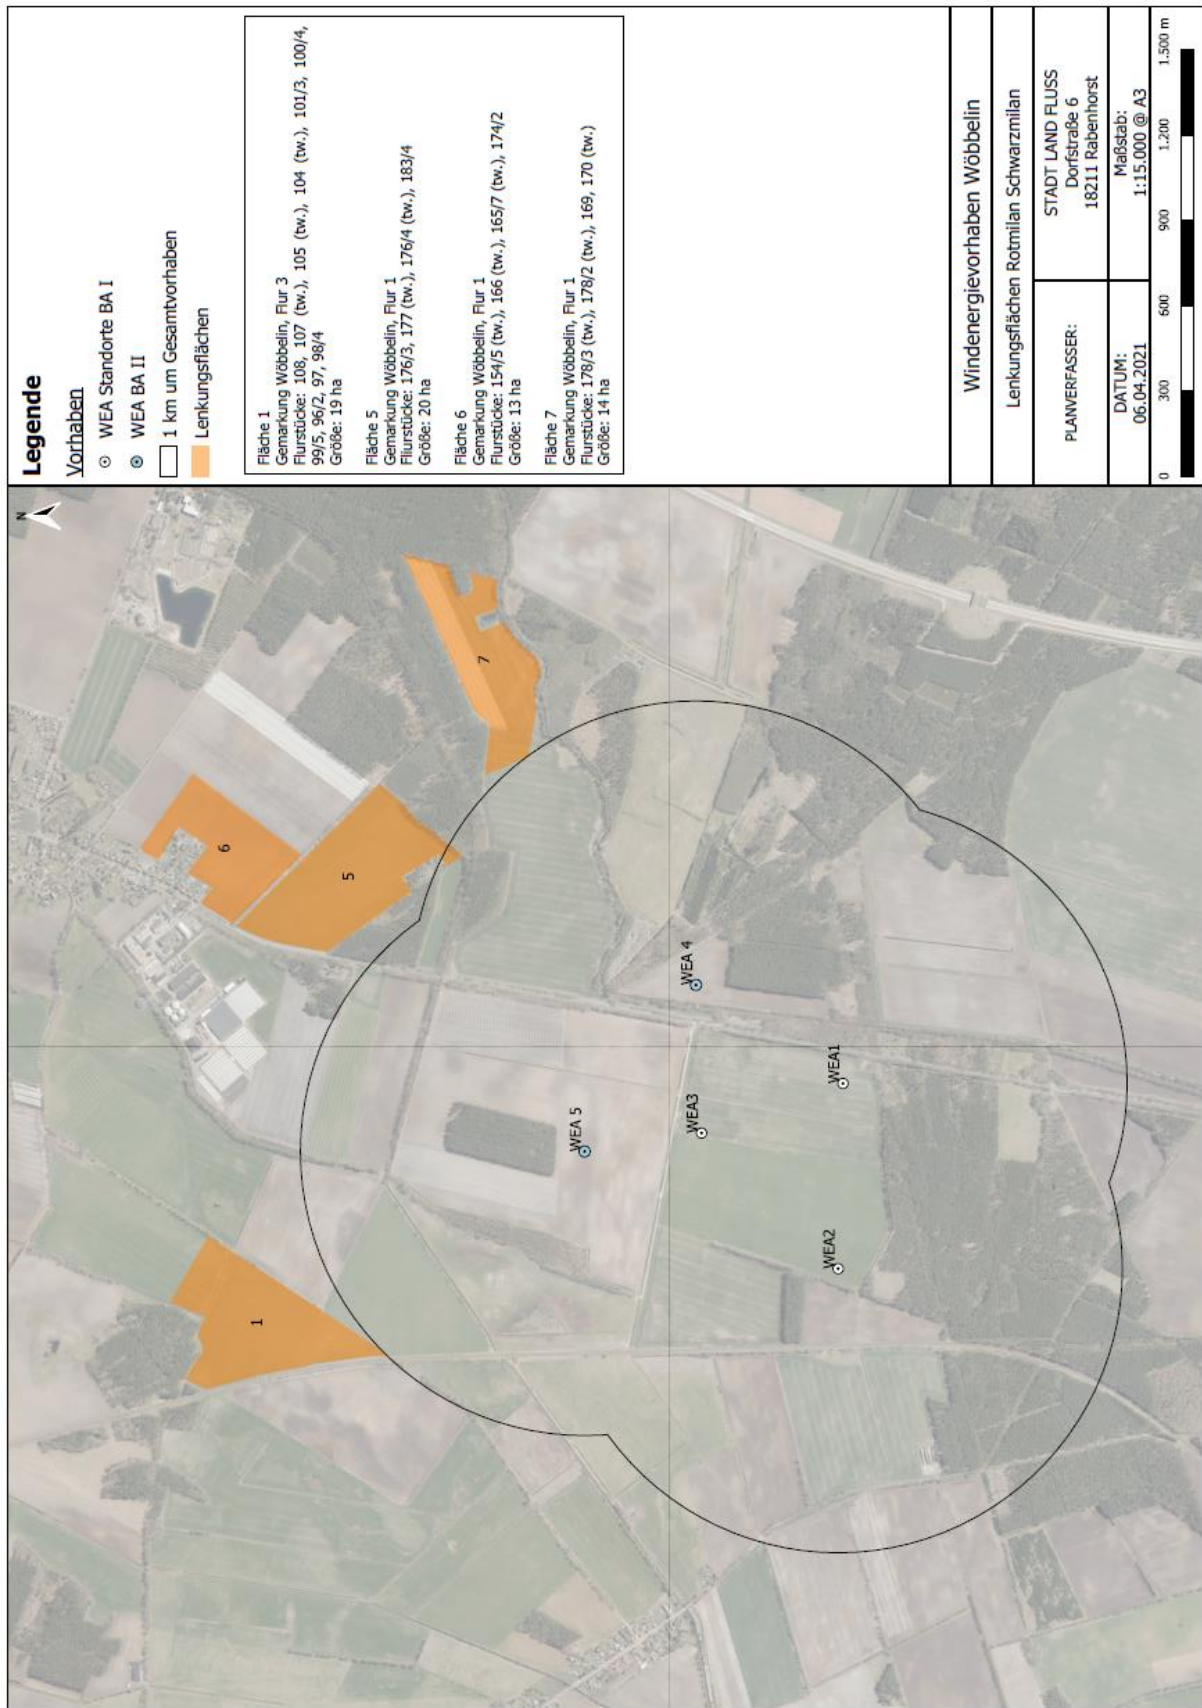 Legende
Vorhaben
WEA Standorte BA I
WEA BA II
1 km um Gesamtvorhaben
Lenkungsflächen
Fläche 1
Gemarkung Wöbbelin, Flur 3
Flurstücke: 108, 107 (tw.), 105 (tw.), 104 (tw.), 101/3, 100/4,
99/5, 96/2, 97, 98/4
Größe: 19 ha
Fläche 5
Gemarkung Wöbbelin, Flur 1
Fliurstücke: 176/3, 177 (tw.), 176/4 (tw.), 183/4
Größe: 20 ha
Fläche 6
Gemarkung Wöbbelin, Flur 1
Flurstücke: 154/5 (tw.), 166 (tw.), 165/7 (tw.), 174/2
Größe: 13 ha
Fläche 7
Gemarkung Wöbbelin, Flur 1
Flurstücke: 178/3 (tw.), 178/2 (tw.), 169, 170 (tw.)
Größe: 14 ha
Windenergievorhaben Wöbbelin
Lenkungsflächen Rotmilan Schwarzmilan
PLANVERFASSER:
STADT LAND FLUSS
Dorfstraße 6
18211 Rabenhorst
DATUM:
06.04.2021
Maßstab:
1:15.000 @ A3
0 300 600 900 1.200 1.500 m
N
1
6
5
7
WEA 5
WEA 4
WEA3
WEA2
WEA1